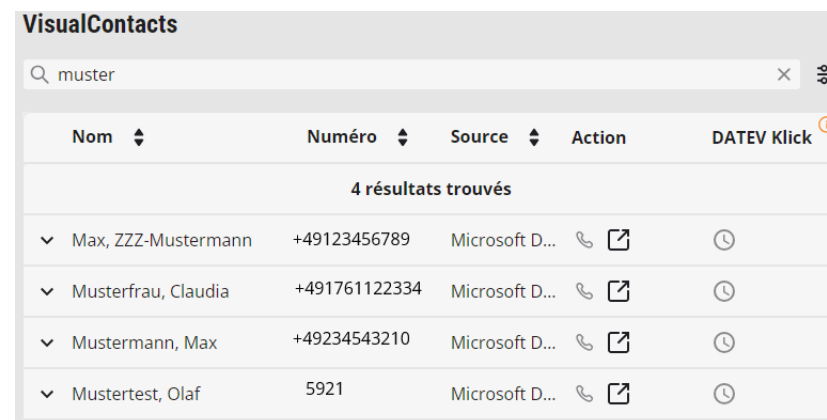 VisualContacts
muster
Nom Numéro Source Action DATEV Klick
4 résultats trouvés
Max, ZZZ-Mustermann +49123456789 Microsoft D...
Musterfrau, Claudia +491761122334 Microsoft D...
Mustermann, Max +49234543210 Microsoft D...
Mustertest, Olaf 5921 Microsoft D...